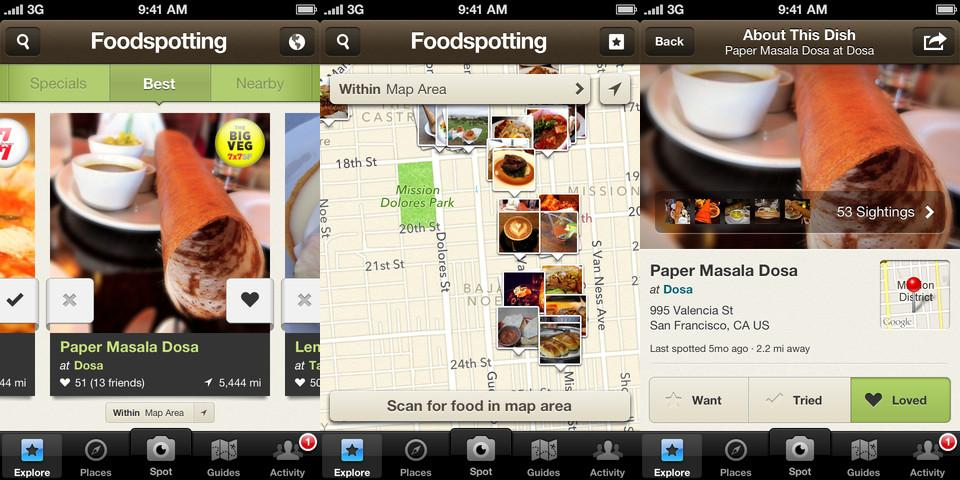 3G 9:41 AM
Foodspotting
Specials Best Nearby
THE
BIG
VEG
7x7SF
Paper Masala Dosa
at Dosa
51 (13 friends) 5,444 mi
44 mi
Len
at Ta
50
Within Map Area
Explore Places Spot Guides Activity
1
3G 9:41 AM
Foodspotting
Within Map Area
CASTR
17th
18th St
Mission
Dolores Park
MISSION
19
20th St
20
21st St
Noe St
Dolores St
S Van Ness Ave
24th St
Scan for food in map area
Explore Places Spot Guides Activity
3G 9:41 AM
Back
About This Dish
Paper Masala Dosa at Dosa
53 Sightings
Paper Masala Dosa
at Dosa
995 Valencia St
San Francisco, CA US
Mission
District
Google
Last spotted 5mo ago · 2.2 mi away
Want Tried Loved
Explore Places Spot Guides Activity
1